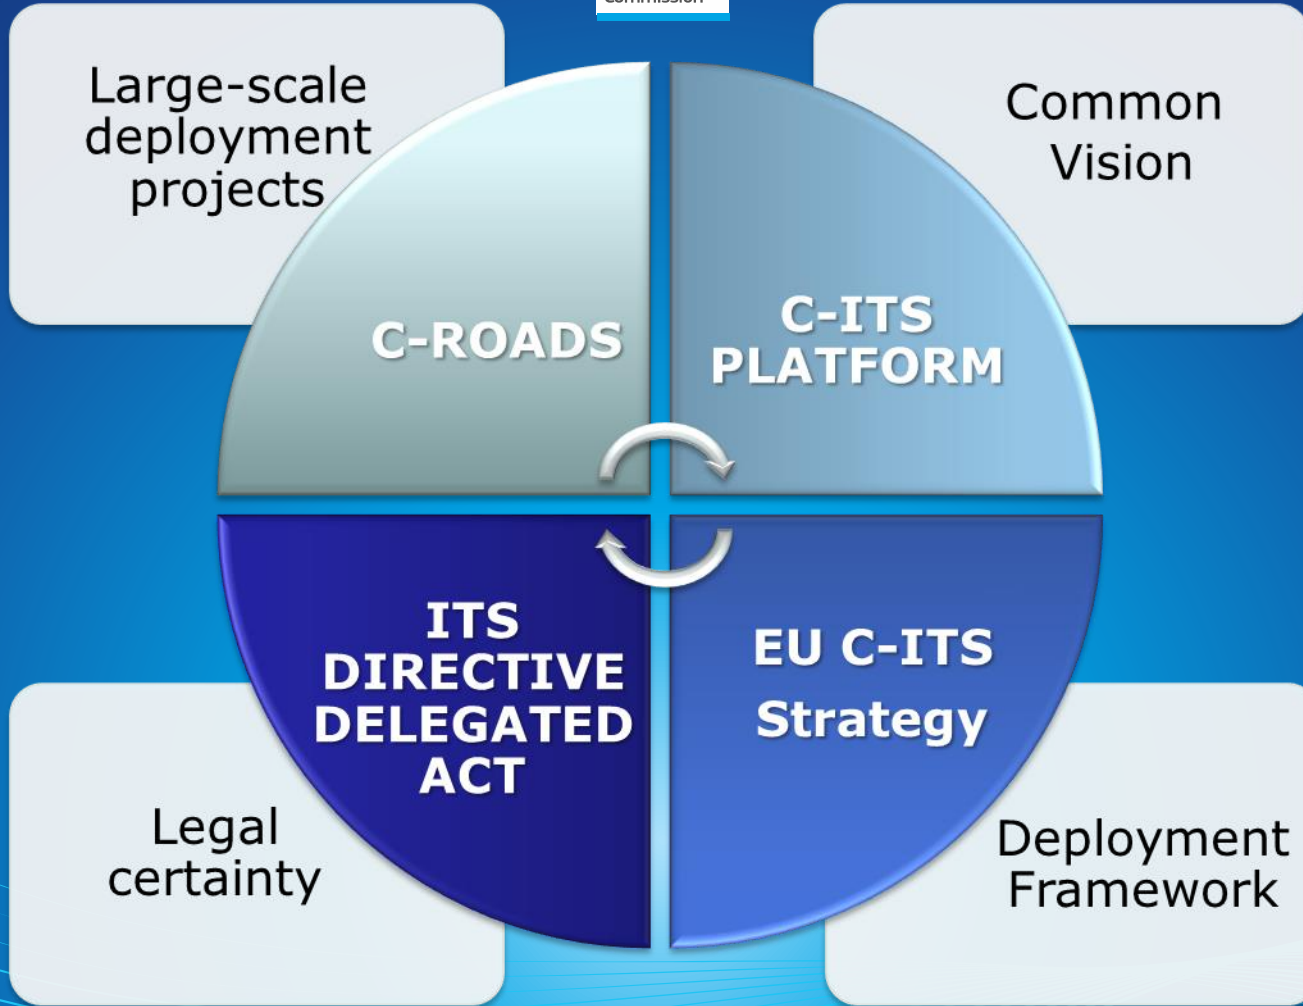 Commission
Large-scale
deployment
projects
Common
Vision
C-ROADS
C-ITS
PLATFORM
ITS
DIRECTIVE
DELEGATED
ACT
EU C-ITS
Strategy
Legal
certainty
Deployment
Framework